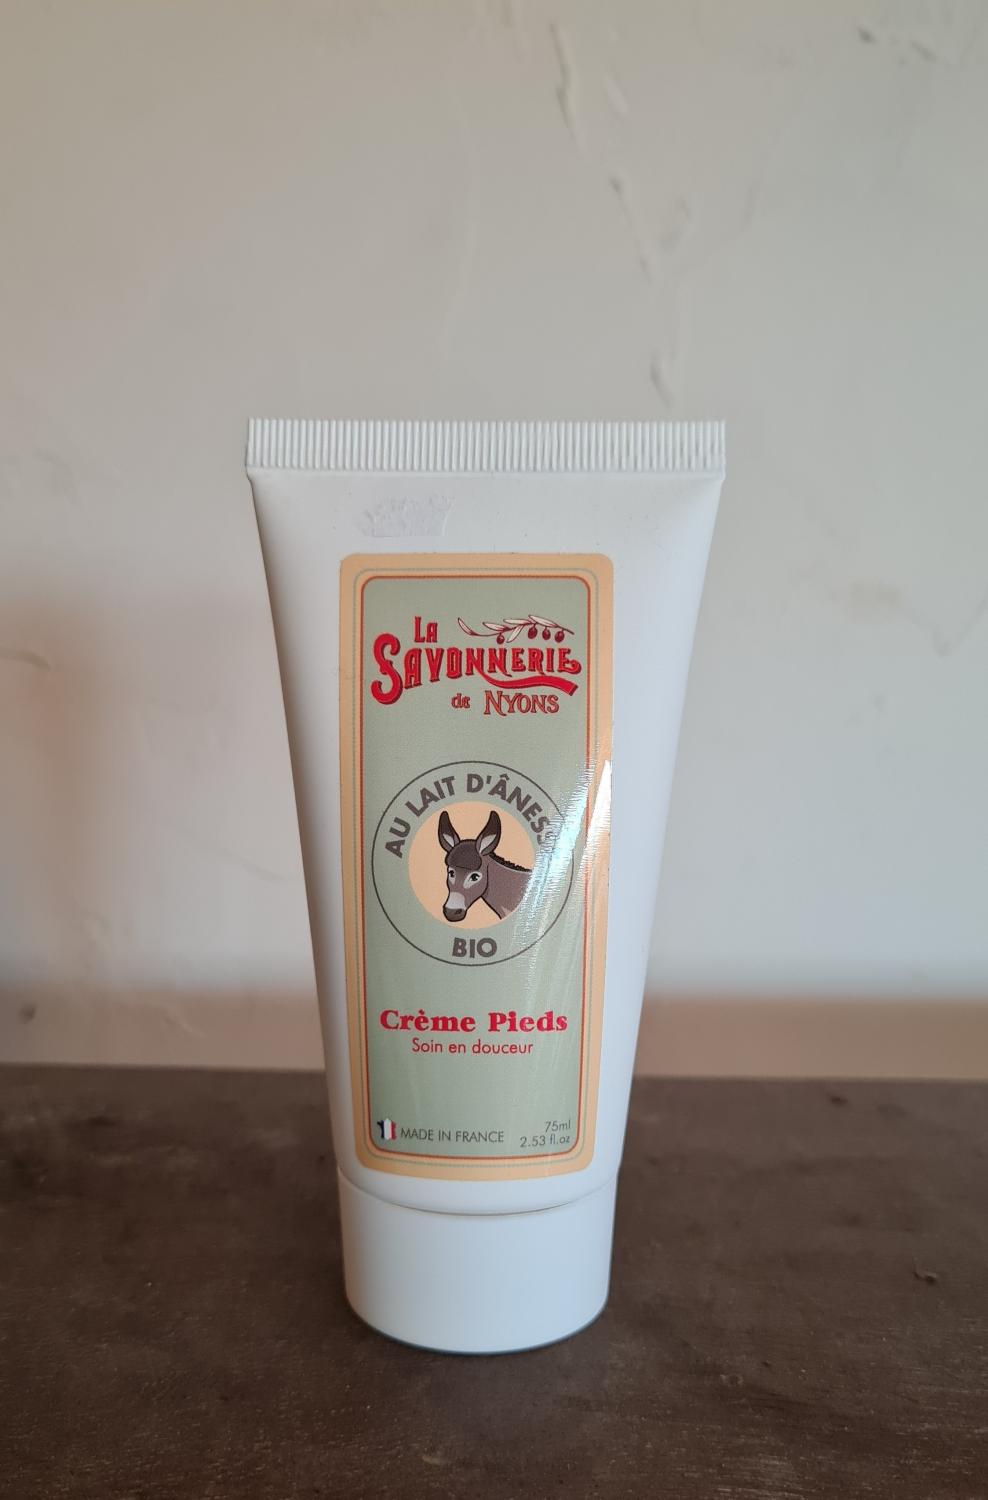 LA
SAVONNERIE
de NYONS
AU LAIT D'ÂNESSE
BIO
Crème Pieds
Soin en douceur
MADE IN FRANCE
75ml
2.53 fl.oz